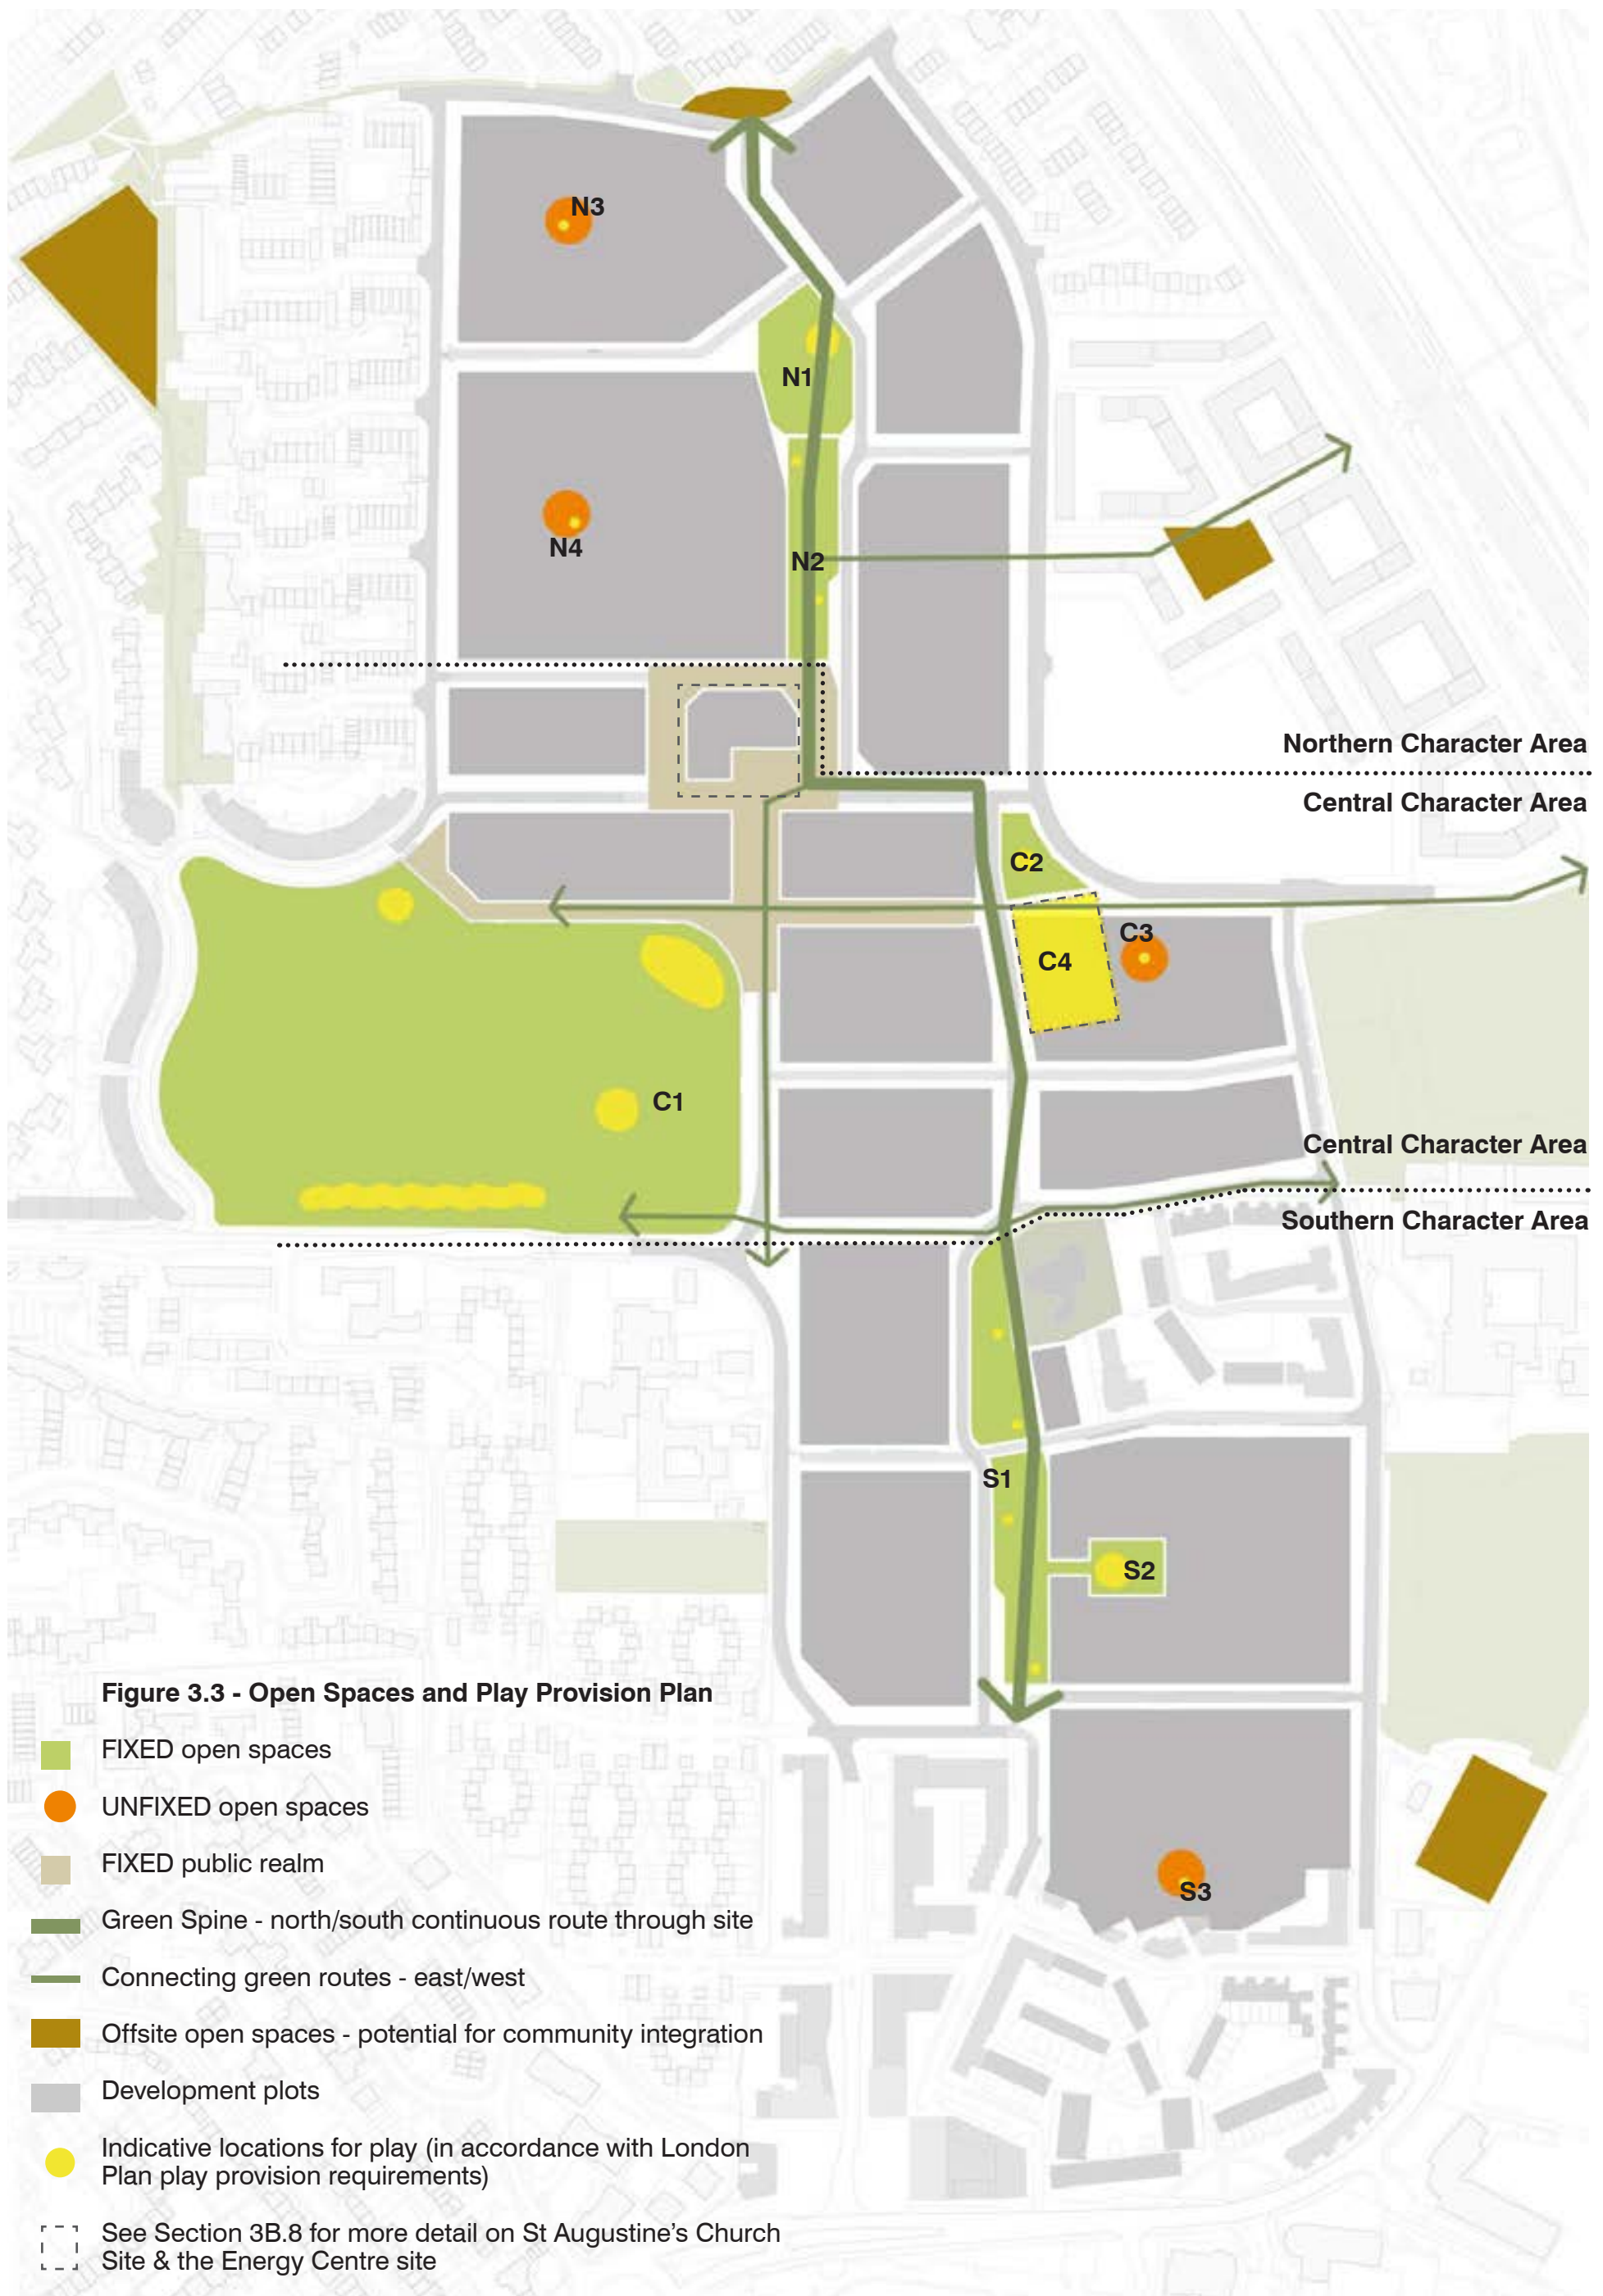 N3
N1
N4
N2
Northern Character Area
Central Character Area
C2
C3
C4
C1
Central Character Area
Southern Character Area
S1
S2
S3
Figure 3.3 - Open Spaces and Play Provision Plan
FIXED open spaces
UNFIXED open spaces
FIXED public realm
Green Spine - north/south continuous route through site
Connecting green routes - east/west
Offsite open spaces - potential for community integration
Development plots
Indicative locations for play (in accordance with London
Plan play provision requirements)
See Section 3B.8 for more detail on St Augustine’s Church
Site & the Energy Centre site